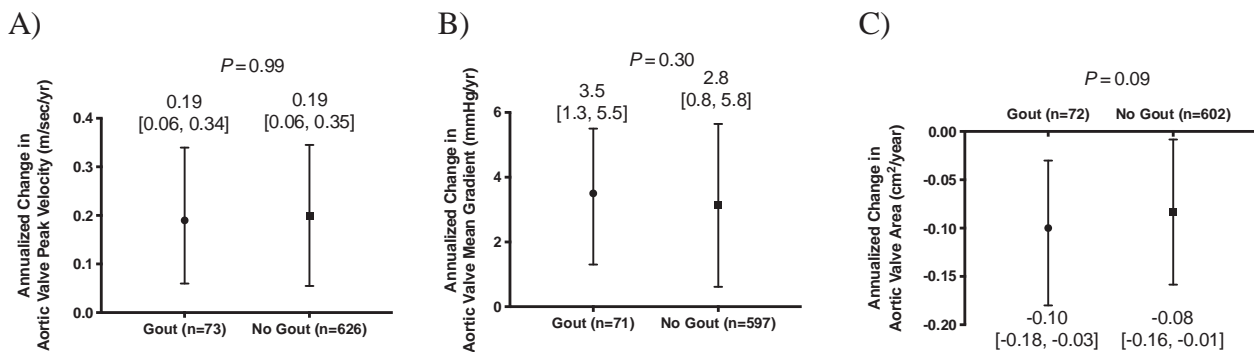 A)
P=0.99
0.19
[0.06, 0.34]
0.19
[0.06, 0.35]
Annualized Change in
Aortic Valve Peak Velocity (m/sec/yr)
0.4
0.3
0.2
0.1
0.0
Gout (n=73)
No Gout (n=626)
B)
P=0.30
3.5
[1.3, 5.5]
2.8
[0.8, 5.8]
Annualized Change in
Aortic Valve Mean Gradient (mmHg/yr)
6
4
2
0
Gout (n=71)
No Gout (n=597)
C)
P=0.09
Gout (n=72)
No Gout (n=602)
Annualized Change in
Aortic Valve Area (cm²/year)
0.00
-0.05
-0.10
-0.15
-0.20
-0.10
[-0.18, -0.03]
-0.08
[-0.16, -0.01]